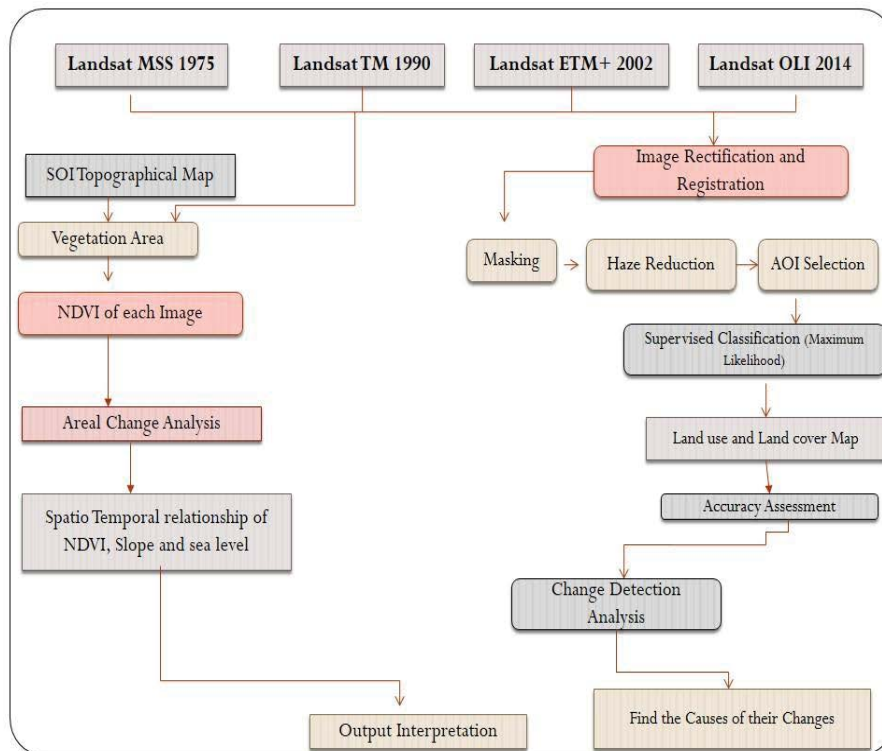 Landsat MSS 1975
Landsat TM 1990
Landsat ETM+ 2002
Landsat OLI 2014
SOI Topographical Map
Image Rectification and
Registration
Vegetation Area
Masking
Haze Reduction
AOI Selection
NDVI of each Image
Supervised Classification (Maximum
Likelihood)
Areal Change Analysis
Land use and Land cover Map
Spatio Temporal relationship of
NDVI, Slope and sea level
Accuracy Assessment
Change Detection
Analysis
Output Interpretation
Find the Causes of their Changes